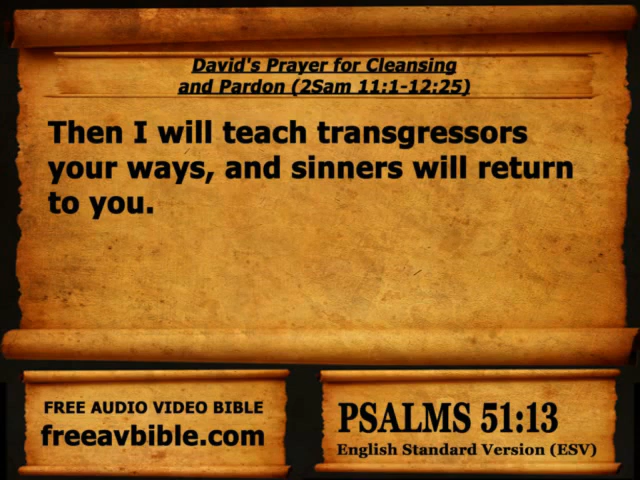 David's Prayer for Cleansing
and Pardon (2Sam 11:1-12:25)
Then I will teach transgressors
your ways, and sinners will return
to you.
FREE AUDIO VIDEO BIBLE
freeavbible.com
PSALMS 51:13
English Standard Version (ESV)